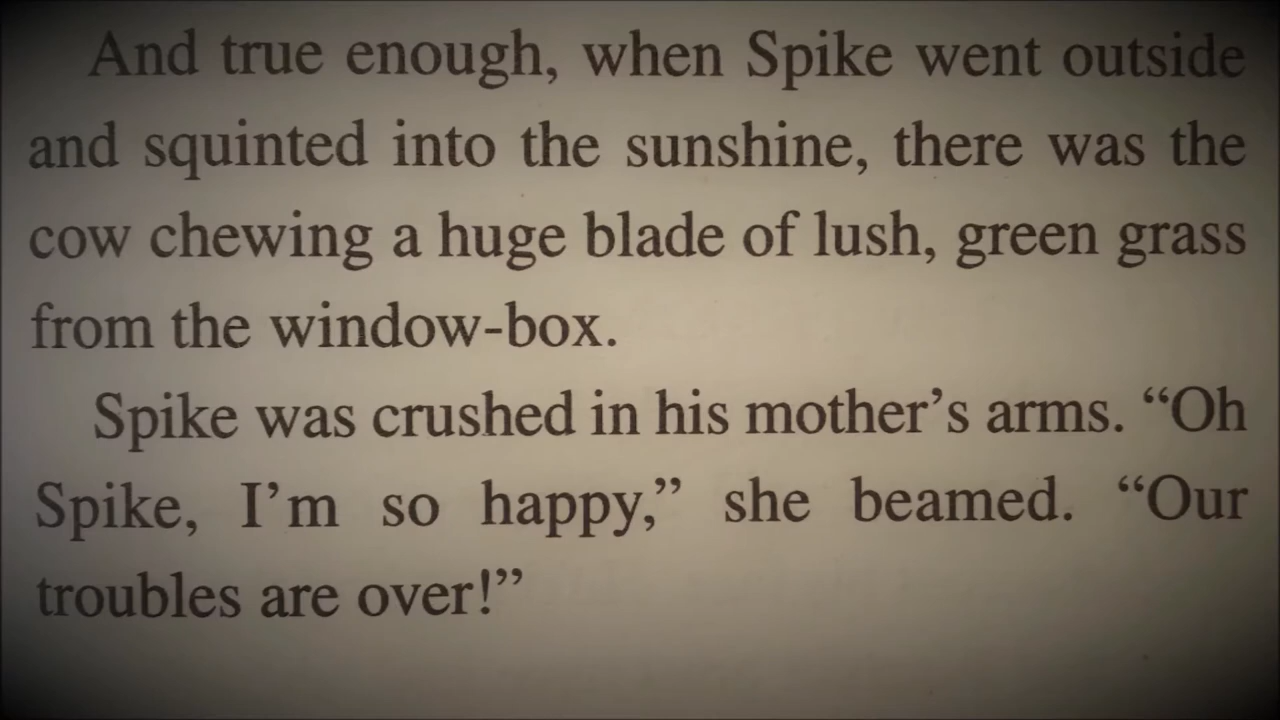 And true enough, when Spike went outside
and squinted into the sunshine, there was the
cow chewing a huge blade of lush, green grass
from the window-box.
Spike was crushed in his mother’s arms. “Oh
Spike, I’m so happy,” she beamed. “Our
troubles are over!”